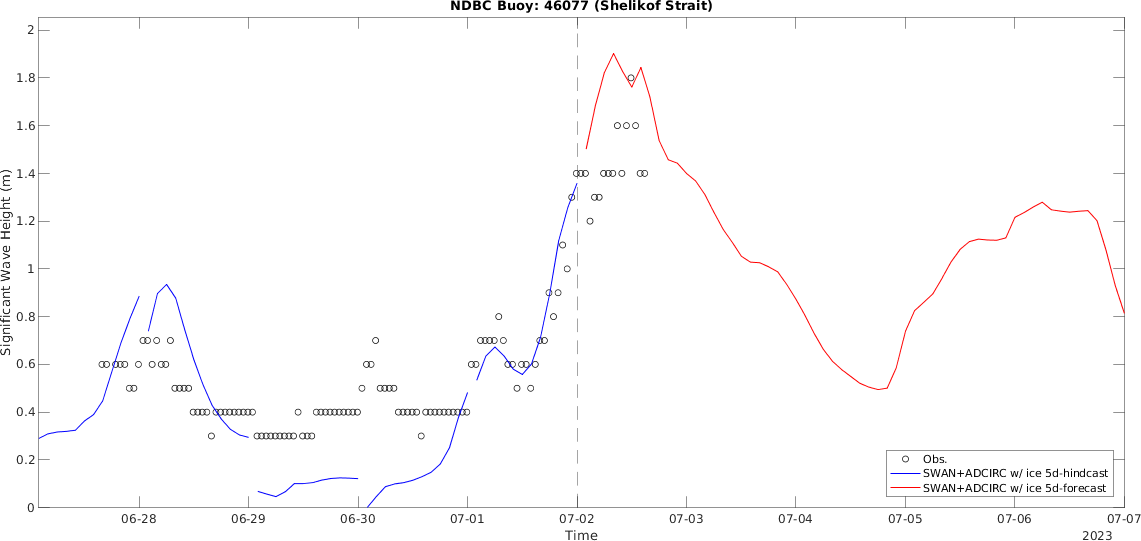 NDBC Buoy: 46077 (Shelikof Strait)
2
1.8
1.6
1.4
1.2
1
0.8
0.6
0.4
0.2
0
Significant Wave Height (m)
Obs.
SWAN+ADCIRC w/ ice 5d-hindcast
SWAN+ADCIRC w/ ice 5d-forecast
06-28 06-29 06-30 07-01 07-02 07-03 07-04 07-05 07-06 07-07
Time
2023